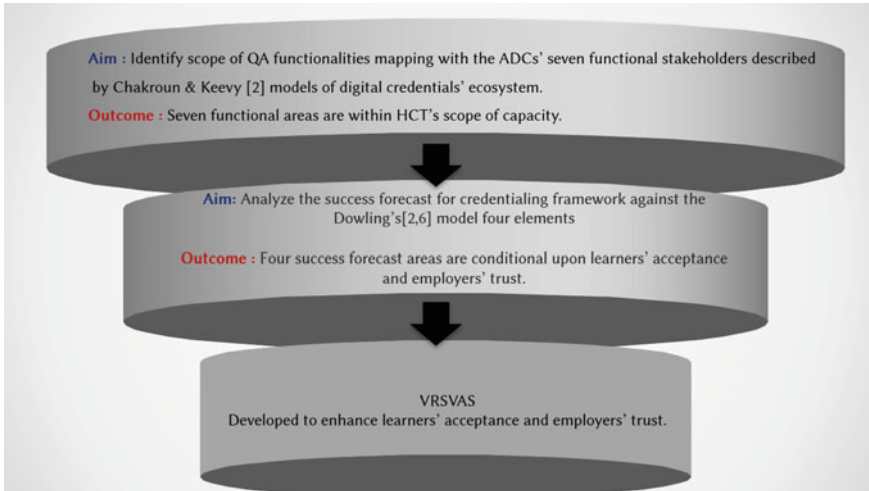 Aim : Identify scope of QA functionalities mapping with the ADCs' seven functional stakeholders described
by Chakroun & Keevy [2] models of digital credentials' ecosystem.
Outcome : Seven functional areas are within HCT's scope of capacity.
Aim: Analyze the success forecast for credentialing framework against the
Dowling's[2,6] model four elements
Outcome : Four success forecast areas are conditional upon learners' acceptance
and employers' trust.
VRSVAS
Developed to enhance learners' acceptance and employers' trust.